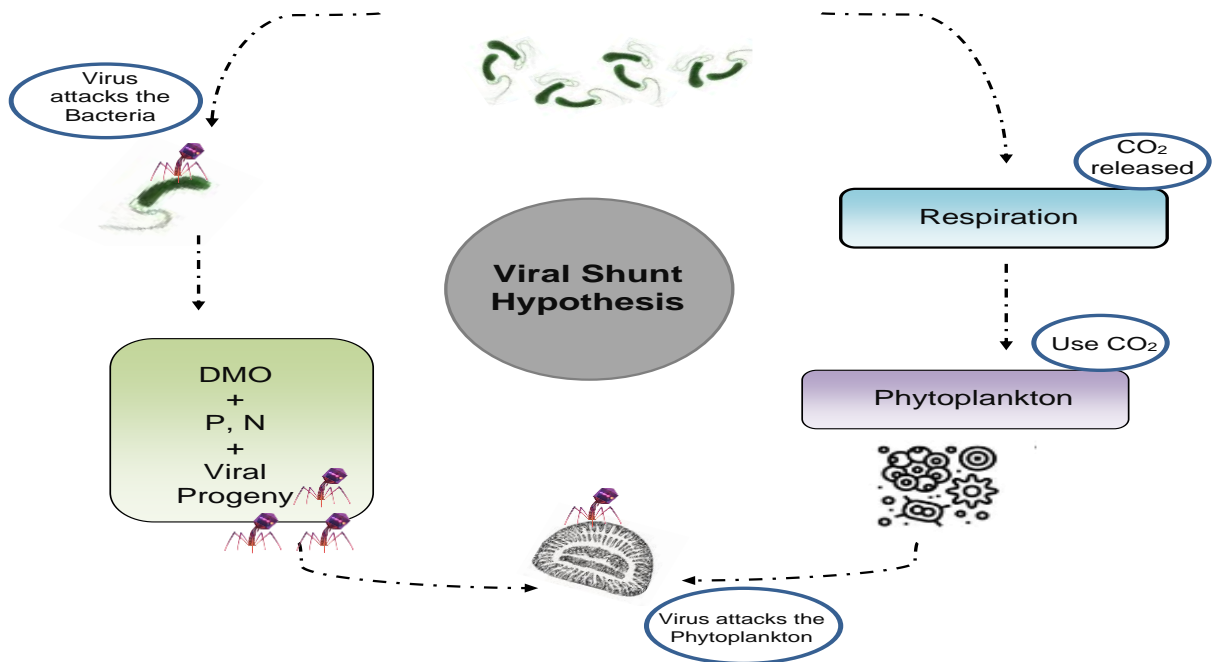 Virus
attacks the
Bacteria
CO₂
released
Respiration
Viral Shunt
Hypothesis
Use CO₂
DMO
+
P, N
+
Viral
Progeny
Phytoplankton
Virus attacks the
Phytoplankton